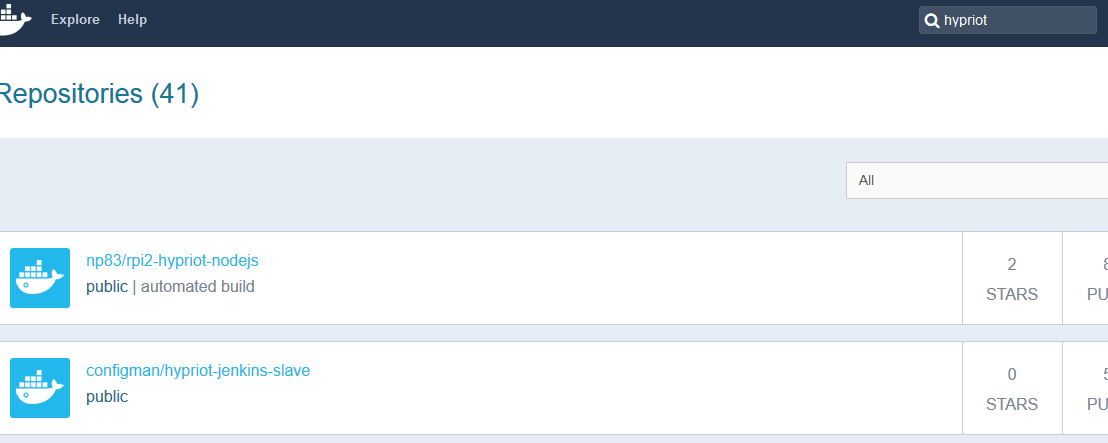 Explore Help hypriot
Repositories (41)
All
np83/rpi2-hypriot-nodejs
public | automated build
2
STARS
configman/hypriot-jenkins-slave
public
0
STARS